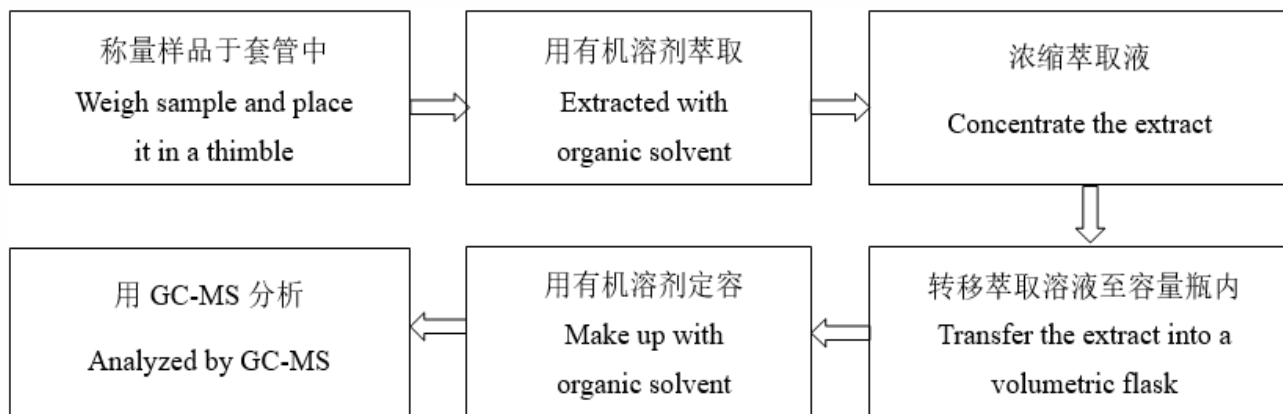 称量样品于套管中
Weigh sample and place
it in a thimble
用有机溶剂萃取
Extracted with
organic solvent
浓缩萃取液
Concentrate the extract
转移萃取溶液至容量瓶内
Transfer the extract into a
volumetric flask
用有机溶剂定容
Make up with
organic solvent
用 GC-MS 分析
Analyzed by GC-MS